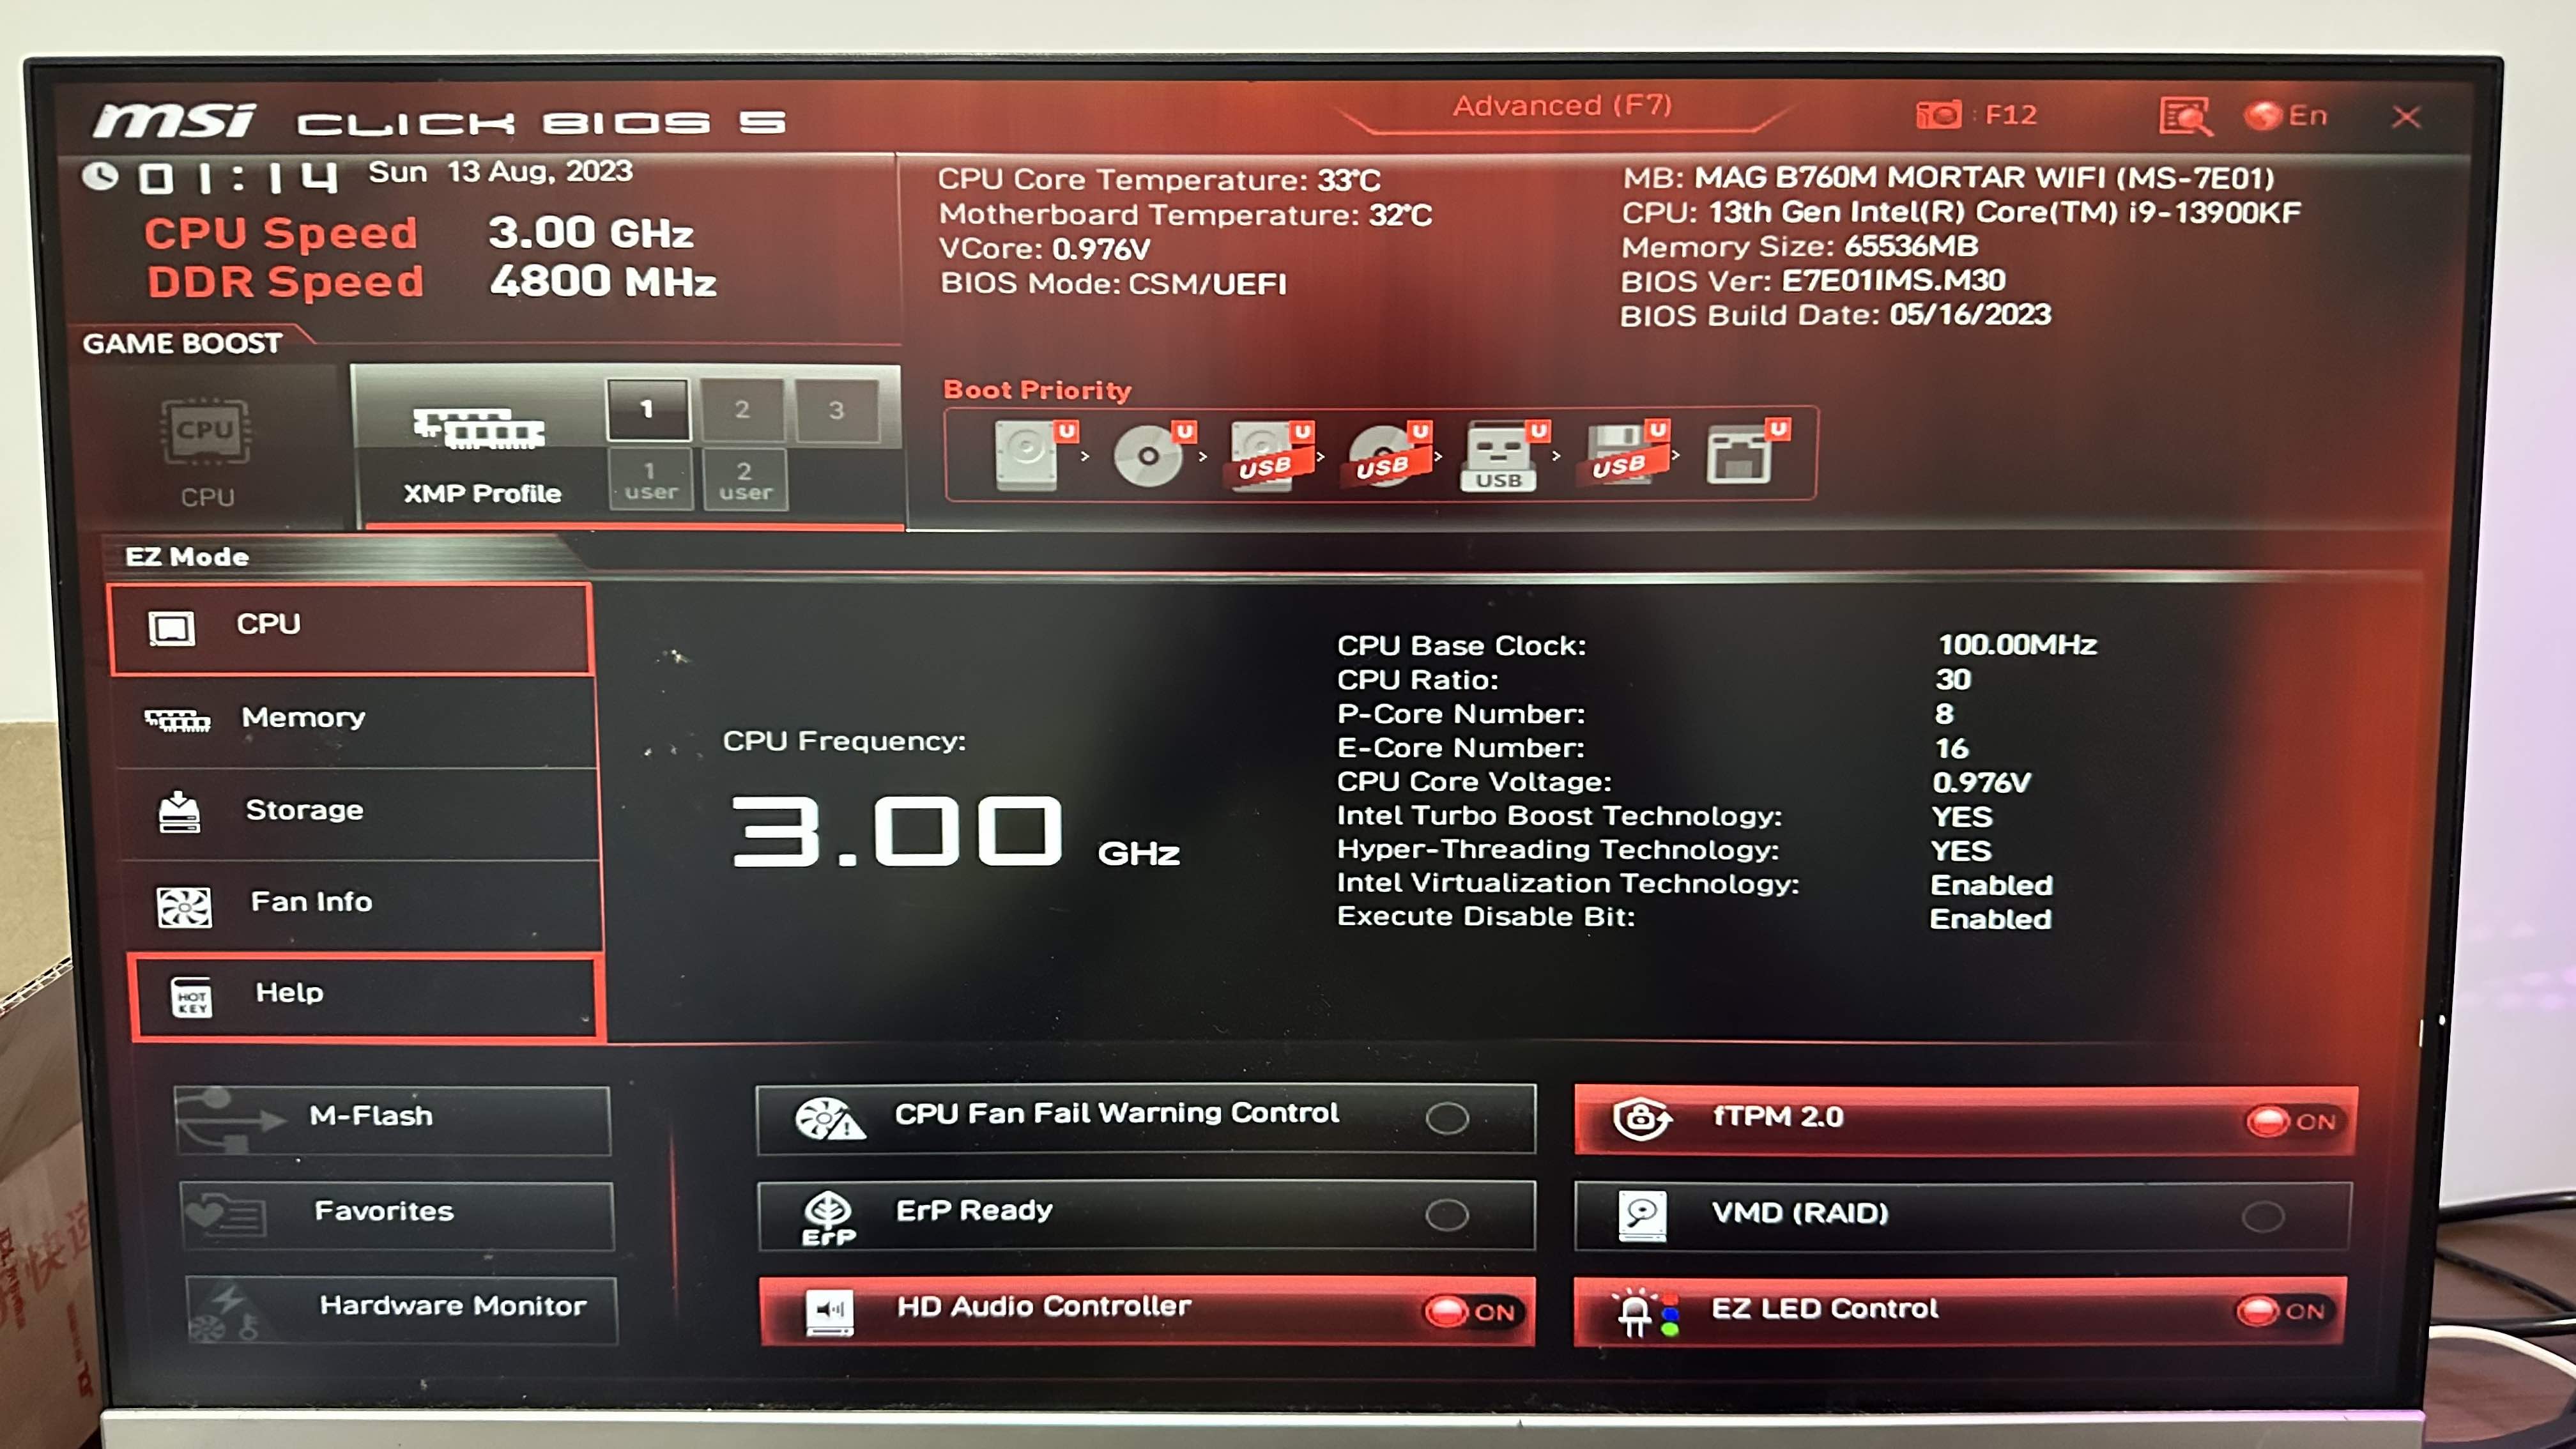 msi CLICK BIOS 5
Advanced (F7)
: F12
En
01:14 Sun 13 Aug, 2023
CPU Speed 3.00 GHz
DDR Speed 4800 MHz
CPU Core Temperature: 33°C
Motherboard Temperature: 32°C
VCore: 0.976V
BIOS Mode: CSM/UEFI
MB: MAG B760M MORTAR WIFI (MS-7E01)
CPU: 13th Gen Intel(R) Core(TM) i9-13900KF
Memory Size: 65536MB
BIOS Ver: E7E01IMS.M30
BIOS Build Date: 05/16/2023
GAME BOOST
CPU
CPU
XMP Profile
1 2 3
1 user
2 user
Boot Priority
U U U U U U U
> > > > > >
USB USB USB USB
EZ Mode
CPU
Memory
Storage
Fan Info
HOT KEY
Help
CPU Frequency:
3.00 GHz
CPU Base Clock: 100.00MHz
CPU Ratio: 30
P-Core Number: 8
E-Core Number: 16
CPU Core Voltage: 0.976V
Intel Turbo Boost Technology: YES
Hyper-Threading Technology: YES
Intel Virtualization Technology: Enabled
Execute Disable Bit: Enabled
M-Flash
Favorites
Hardware Monitor
CPU Fan Fail Warning Control
ErP
ErP Ready
HD Audio Controller ON
fTPM 2.0 ON
VMD (RAID)
EZ LED Control ON